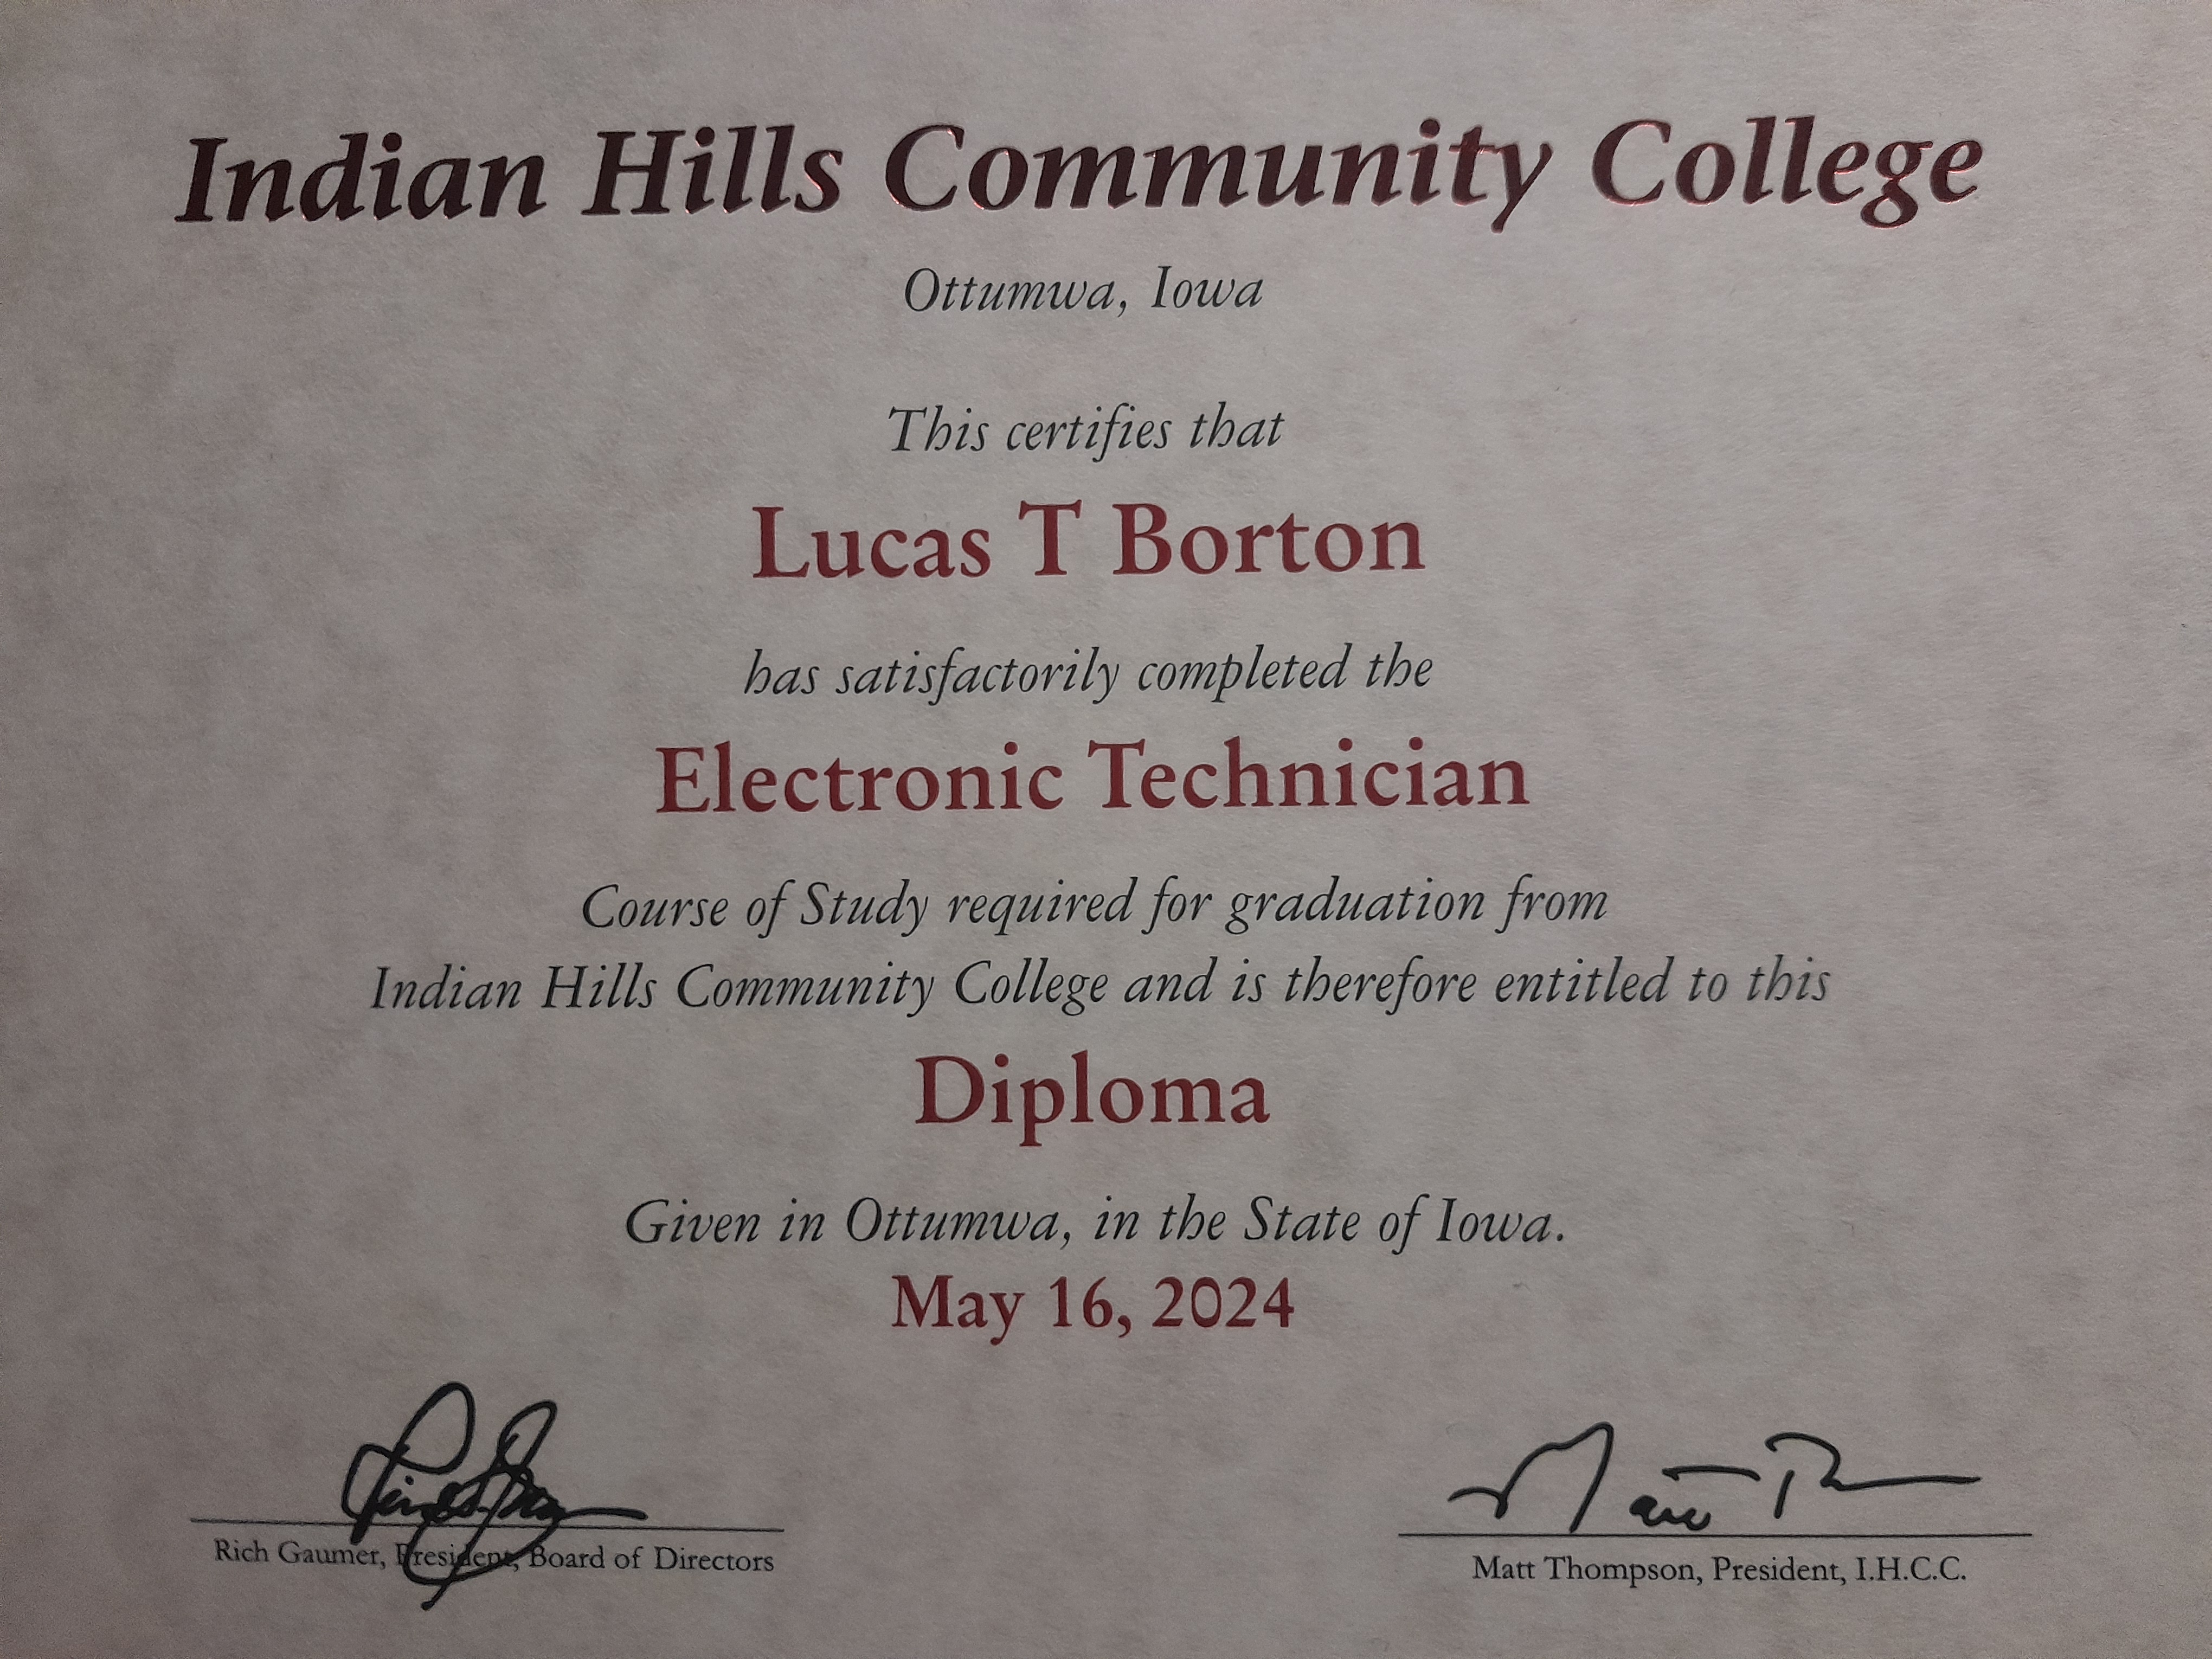 Indian Hills Community College
Ottumwa, Iowa
This certifies that
Lucas T Borton
has satisfactorily completed the
Electronic Technician
Course of Study required for graduation from
Indian Hills Community College and is therefore entitled to this
Diploma
Given in Ottumwa, in the State of Iowa.
May 16, 2024
Rich Gaumer, President, Board of Directors
Matt Thompson, President, I.H.C.C.